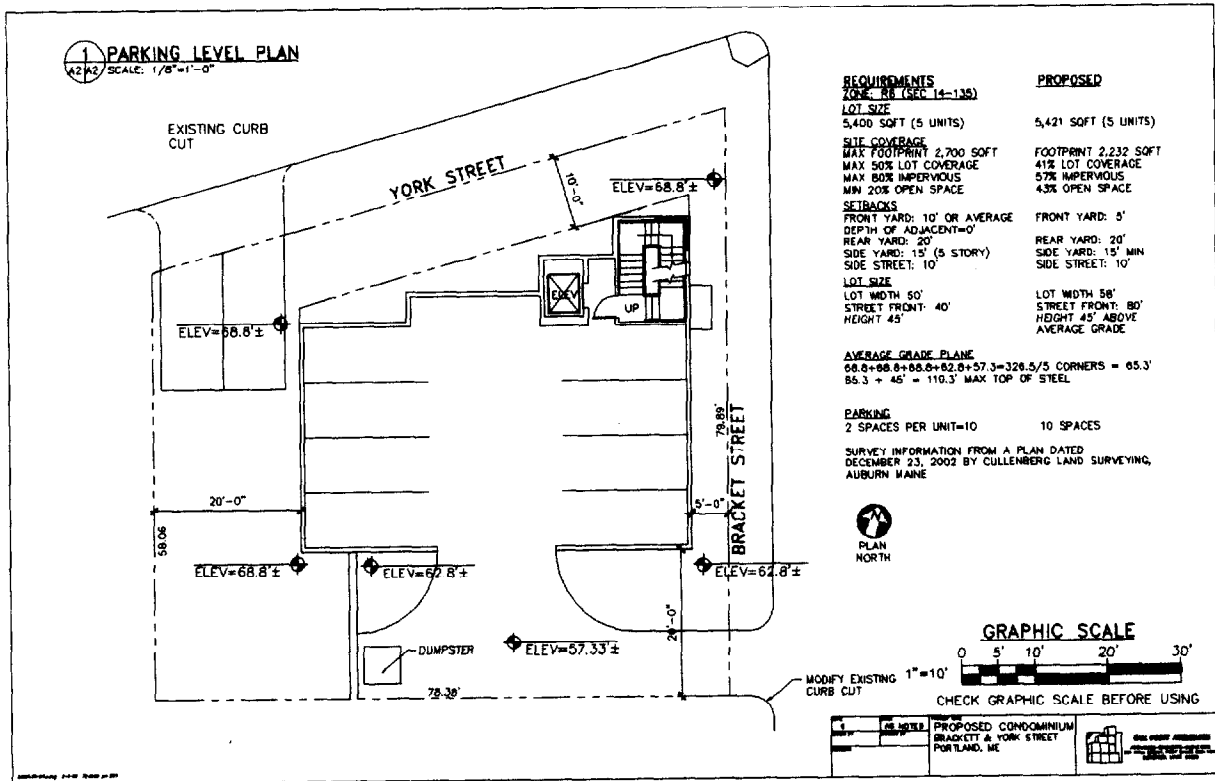 1 PARKING LEVEL PLAN
A2 A2 SCALE: 1/8"=1'-0"
EXISTING CURB
CUT
YORK STREET
10'-0"
ELEV=68.8'±
ELEV
UP
ELEV=68.8'±
79.89'
BRACKET STREET
20'-0"
5'-0"
58.06
ELEV=68.8'±
ELEV=62.8'±
ELEV=62.8'±
20'-0"
DUMPSTER
ELEV=57.33'±
78.38'
MODIFY EXISTING
CURB CUT
REQUIREMENTS PROPOSED
ZONE: R6 (SEC 14-139)
LOT SIZE
5,400 SQFT (5 UNITS) 5,421 SQFT (5 UNITS)
SITE COVERAGE
MAX FOOTPRINT 2,700 SQFT FOOTPRINT 2,232 SQFT
MAX 50% LOT COVERAGE 41% LOT COVERAGE
MAX 80% IMPERVIOUS 57% IMPERVIOUS
MIN 20% OPEN SPACE 43% OPEN SPACE
SETBACKS
FRONT YARD: 10' OR AVERAGE FRONT YARD: 5'
DEPTH OF ADJACENT=0'
REAR YARD: 20' REAR YARD: 20'
SIDE YARD: 15' (5 STORY) SIDE YARD: 15' MIN
SIDE STREET: 10' SIDE STREET: 10'
LOT SIZE
LOT WIDTH 50' LOT WIDTH 58'
STREET FRONT: 40' STREET FRONT: 80'
HEIGHT 45' HEIGHT 45' ABOVE
AVERAGE GRADE
AVERAGE GRADE PLANE
68.8+68.8+68.8+62.8+57.3=326.5/5 CORNERS = 65.3'
65.3 + 45' = 110.3' MAX TOP OF STEEL
PARKING
2 SPACES PER UNIT=10 10 SPACES
SURVEY INFORMATION FROM A PLAN DATED
DECEMBER 23, 2002 BY CULLENBERG LAND SURVEYING,
AUBURN MAINE
PLAN
NORTH
GRAPHIC SCALE
0 5' 10' 20' 30'
1"=10'
CHECK GRAPHIC SCALE BEFORE USING
AS NOTED
PROPOSED CONDOMINIUM
BRACKETT & YORK STREET
PORTLAND, ME